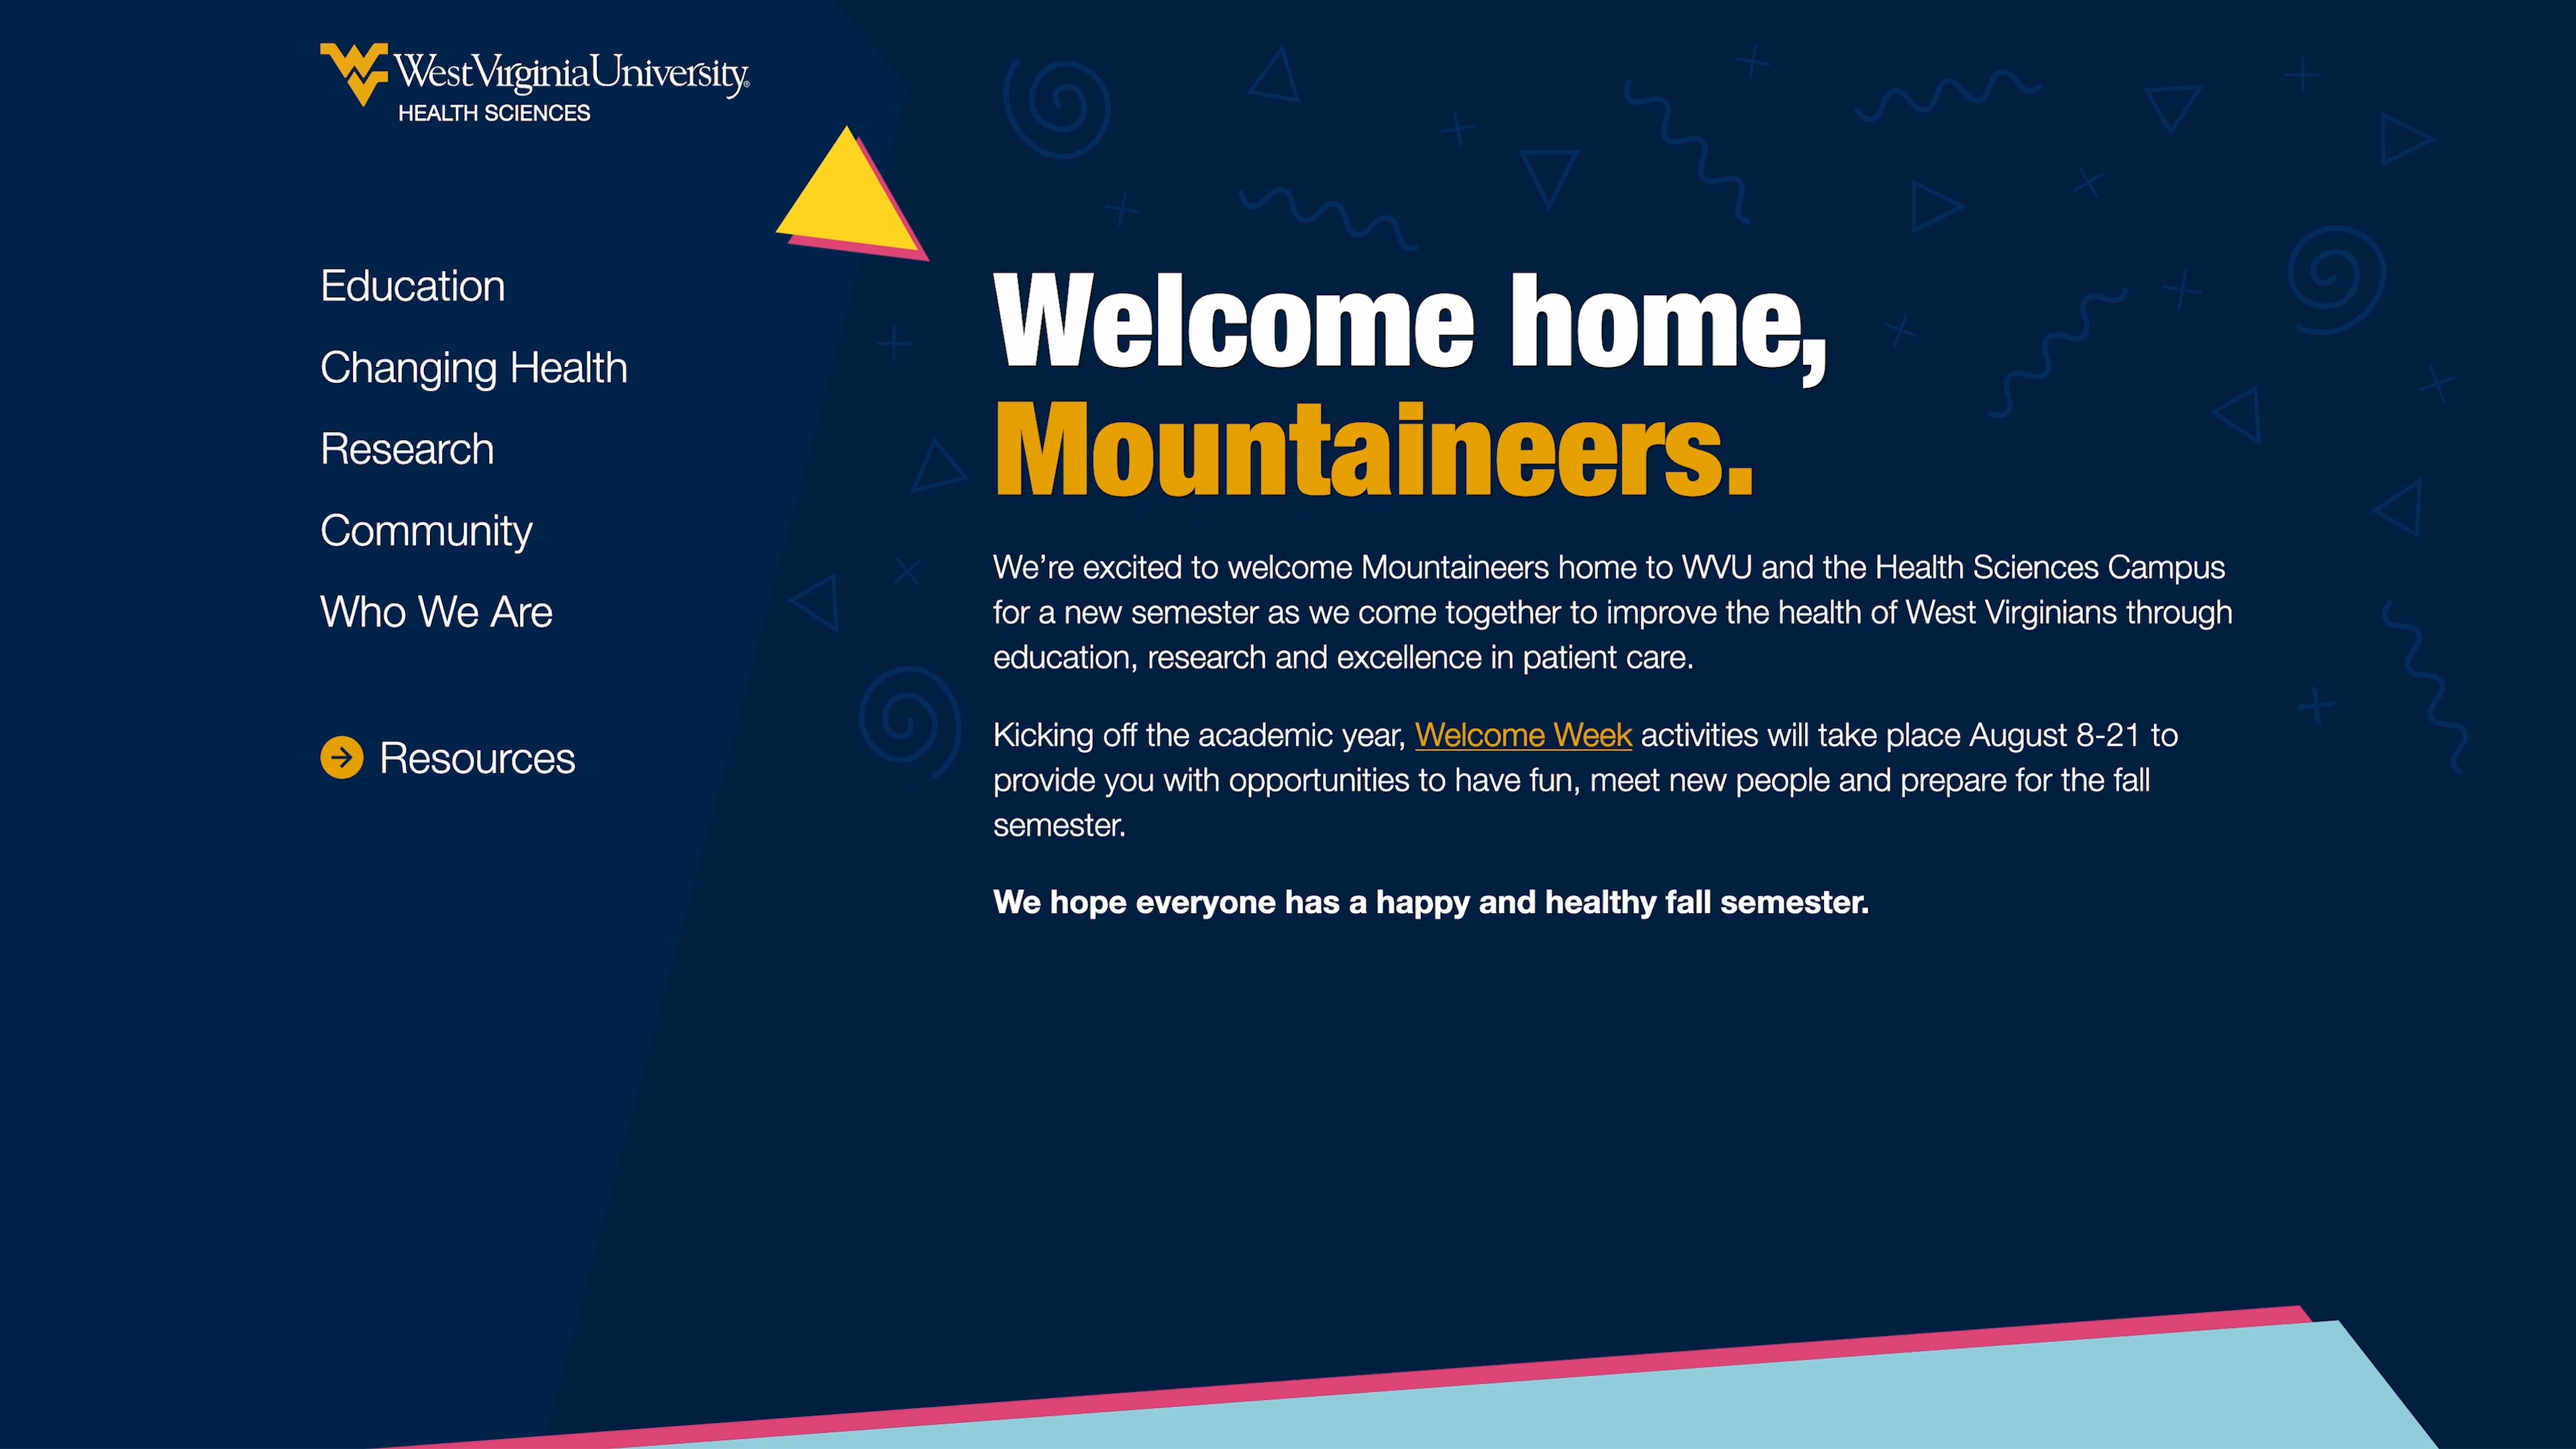 WestVirginiaUniversity®
HEALTH SCIENCES
Education
Changing Health
Research
Community
Who We Are
Resources
Welcome home,
Mountaineers.
We’re excited to welcome Mountaineers home to WVU and the Health Sciences Campus
for a new semester as we come together to improve the health of West Virginians through
education, research and excellence in patient care.
Kicking off the academic year, Welcome Week activities will take place August 8-21 to
provide you with opportunities to have fun, meet new people and prepare for the fall
semester.
We hope everyone has a happy and healthy fall semester.